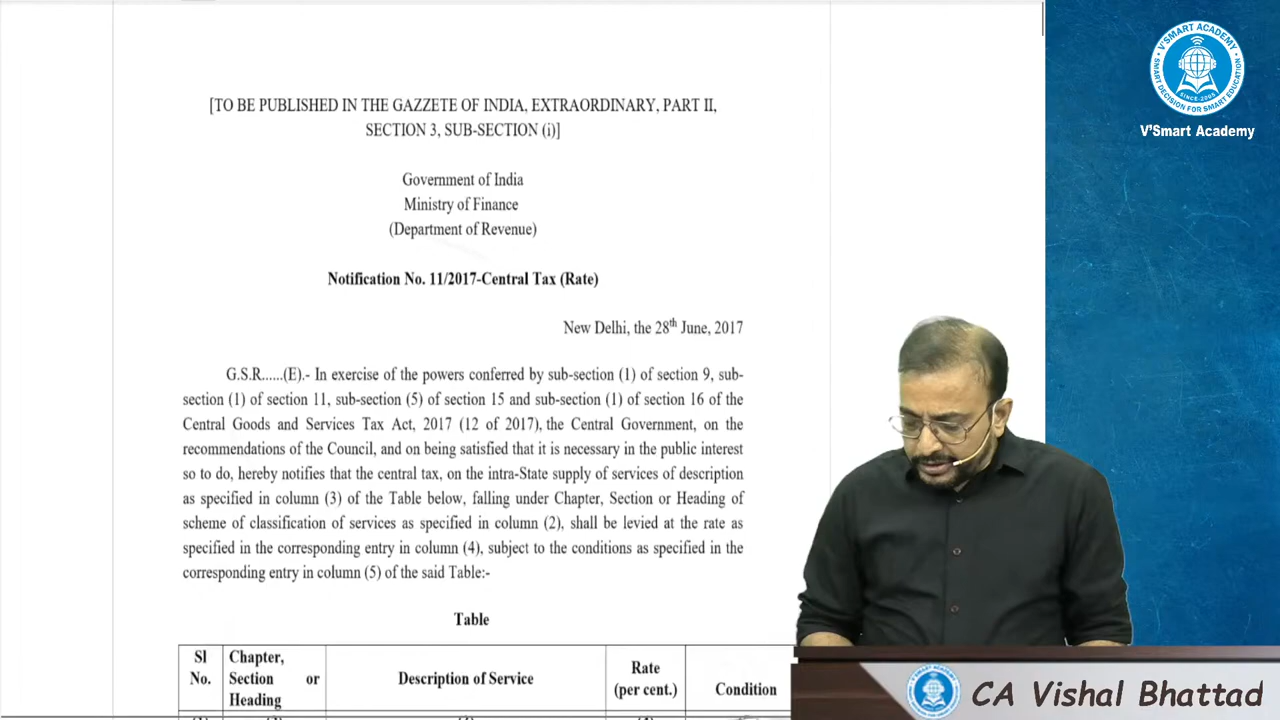 [TO BE PUBLISHED IN THE GAZZETE OF INDIA, EXTRAORDINARY, PART II,
SECTION 3, SUB-SECTION (i)]
Government of India
Ministry of Finance
(Department of Revenue)
Notification No. 11/2017-Central Tax (Rate)
New Delhi, the 28th June, 2017
G.S.R......(E).- In exercise of the powers conferred by sub-section (1) of section 9, sub-
section (1) of section 11, sub-section (5) of section 15 and sub-section (1) of section 16 of the
Central Goods and Services Tax Act, 2017 (12 of 2017), the Central Government, on the
recommendations of the Council, and on being satisfied that it is necessary in the public interest
so to do, hereby notifies that the central tax, on the intra-State supply of services of description
as specified in column (3) of the Table below, falling under Chapter, Section or Heading of
scheme of classification of services as specified in column (2), shall be levied at the rate as
specified in the corresponding entry in column (4), subject to the conditions as specified in the
corresponding entry in column (5) of the said Table:-
Table
Sl No.
Chapter, Section or Heading
Description of Service
Rate (per cent.)
Condition
V'SMART ACADEMY
SINCE-2005
SMART DECISION FOR SMART EDUCATION
V'Smart Academy
CA Vishal Bhattad